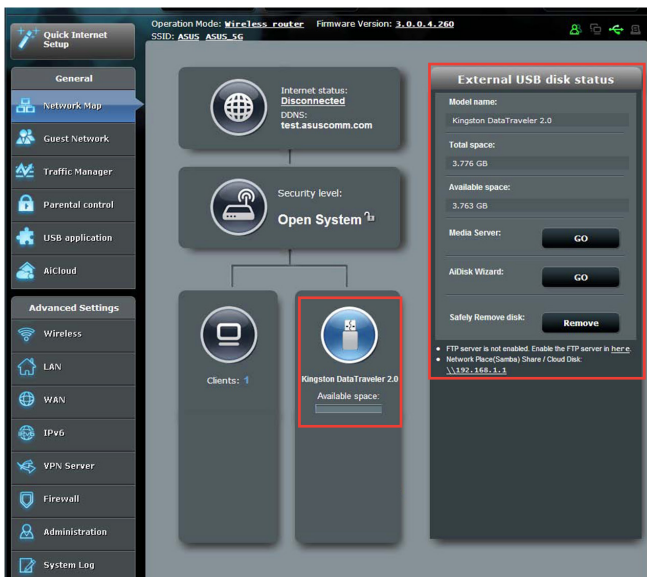 Operation Mode: Wireless router Firmware Version: 3.0.0.4.260
SSID: ASUS ASUS_5G
Quick Internet
Setup
General
Network Map
Guest Network
Traffic Manager
Parental control
USB application
AiCloud
Advanced Settings
Wireless
LAN
WAN
IPv6
VPN Server
Firewall
Administration
System Log
Internet status:
Disconnected
DDNS:
test.asuscomm.com
Security level:
Open System
Clients: 1
Kingston DataTraveler 2.0
Available space:
External USB disk status
Model name:
Kingston DataTraveler 2.0
Total space:
3.776 GB
Available space:
3.763 GB
Media Server: GO
AiDisk Wizard: GO
Safely Remove disk: Remove
• FTP server is not enabled. Enable the FTP server in here.
• Network Place(Samba) Share / Cloud Disk:
\\192.168.1.1